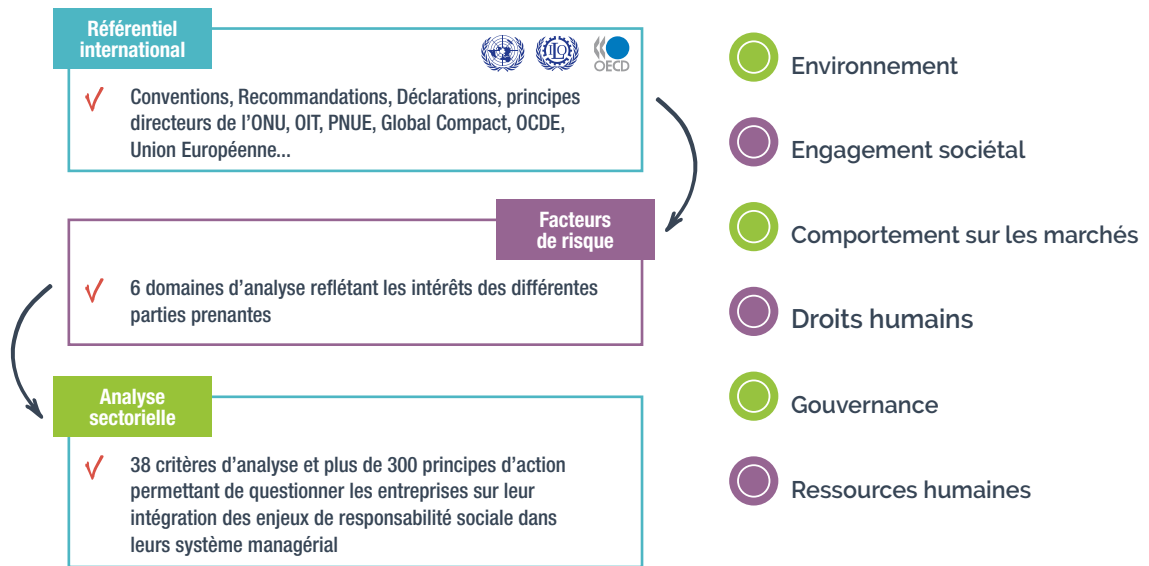 Référentiel
international
ILO
OECD
Conventions, Recommandations, Déclarations, principes
directeurs de l’ONU, OIT, PNUE, Global Compact, OCDE,
Union Européenne...
Facteurs
de risque
6 domaines d’analyse reflétant les intérêts des différentes
parties prenantes
Analyse
sectorielle
38 critères d’analyse et plus de 300 principes d’action
permettant de questionner les entreprises sur leur
intégration des enjeux de responsabilité sociale dans
leurs système managérial
Environnement
Engagement sociétal
Comportement sur les marchés
Droits humains
Gouvernance
Ressources humaines